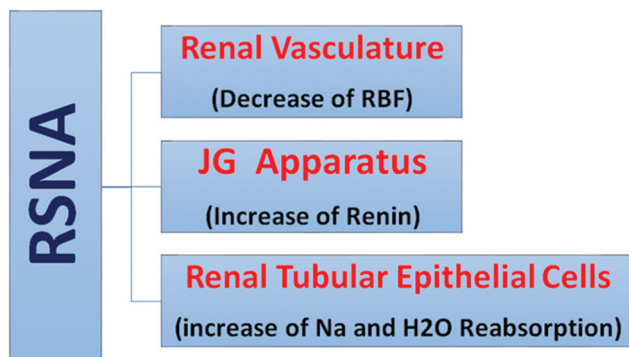 RSNA
Renal Vasculature
(Decrease of RBF)
JG Apparatus
(Increase of Renin)
Renal Tubular Epithelial Cells
(increase of Na and H2O Reabsorption)